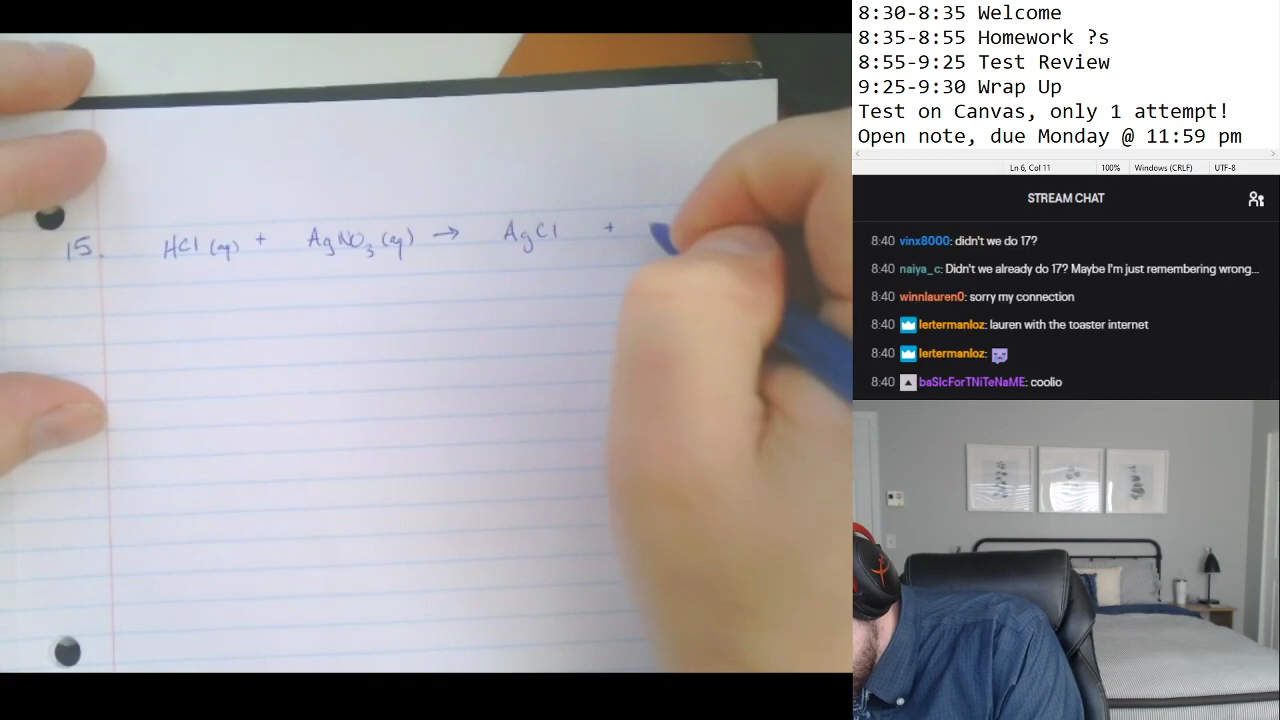 15. HCl (aq) + AgNO3 (aq) → AgCl +
8:30-8:35 Welcome
8:35-8:55 Homework ?s
8:55-9:25 Test Review
9:25-9:30 Wrap Up
Test on Canvas, only 1 attempt!
Open note, due Monday @ 11:59 pm
Ln 6, Col 11 100% Windows (CRLF) UTF-8
STREAM CHAT
8:40 vinx8000: didn't we do 17?
8:40 naiya_c: Didn't we already do 17? Maybe I'm just remembering wrong...
8:40 winnlauren0: sorry my connection
8:40 lertermanloz: lauren with the toaster internet
8:40 lertermanloz:
8:40 baSIcForTNiTeNaME: coolio